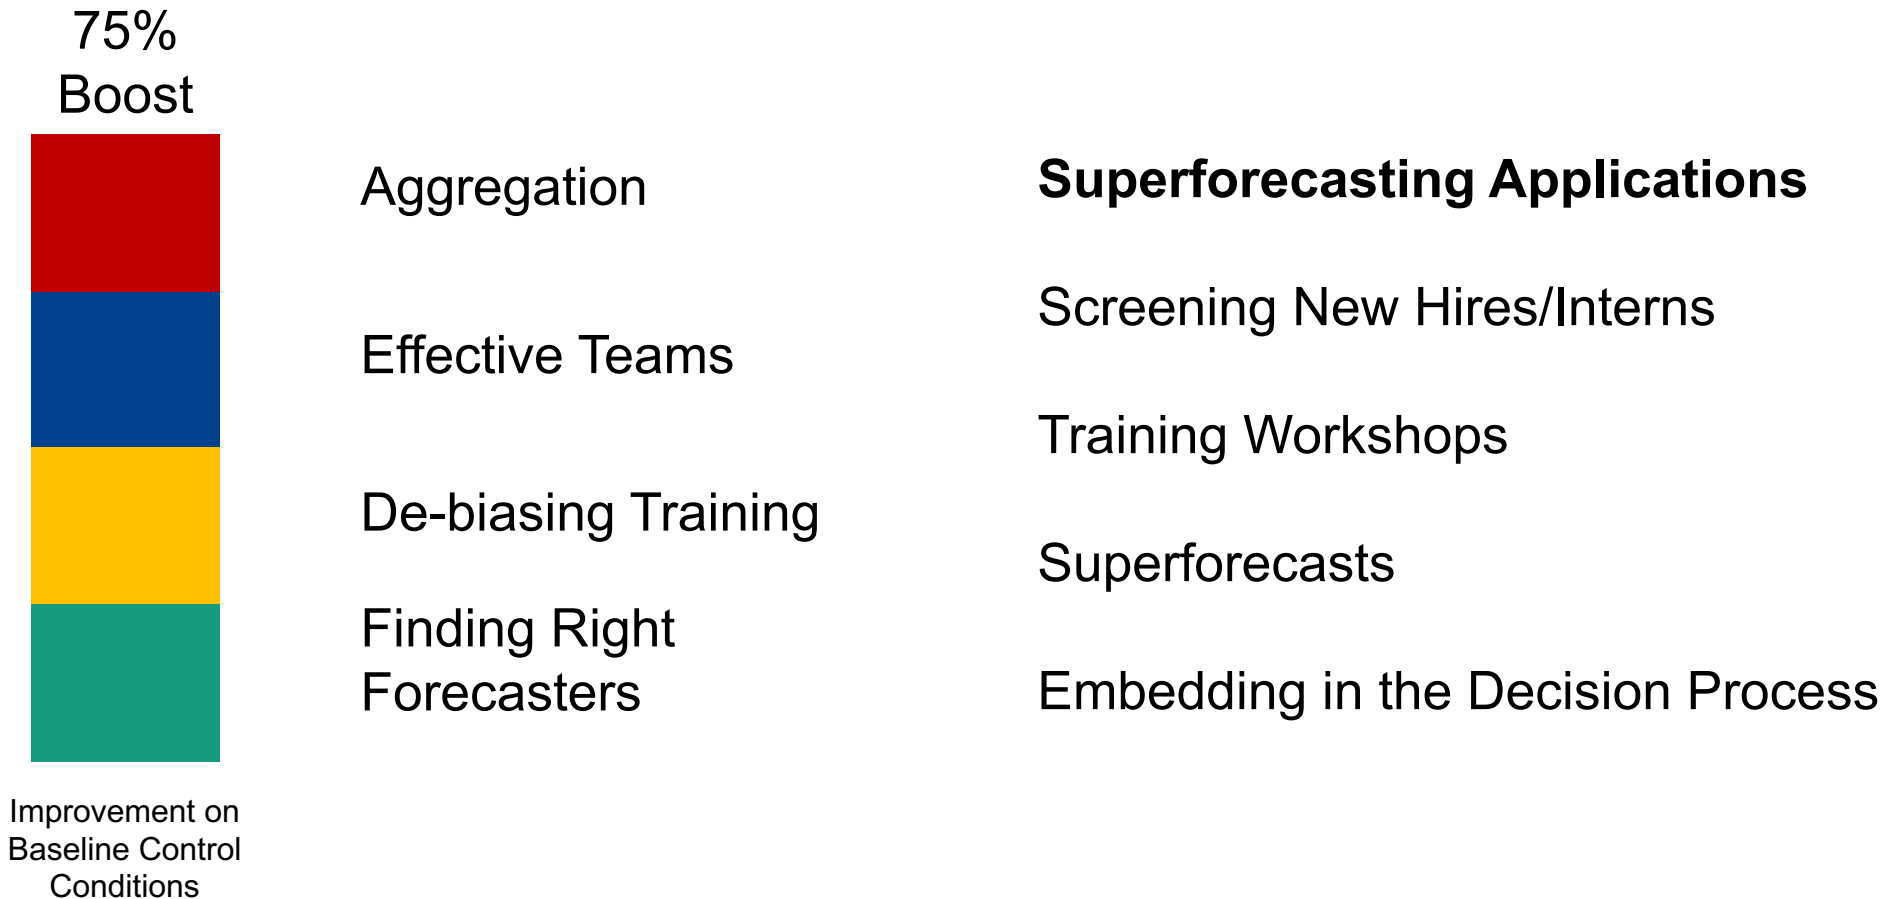 75%
Boost
Aggregation
Effective Teams
De-biasing Training
Finding Right
Forecasters
Improvement on
Baseline Control
Conditions
Superforecasting Applications
Screening New Hires/Interns
Training Workshops
Superforecasts
Embedding in the Decision Process